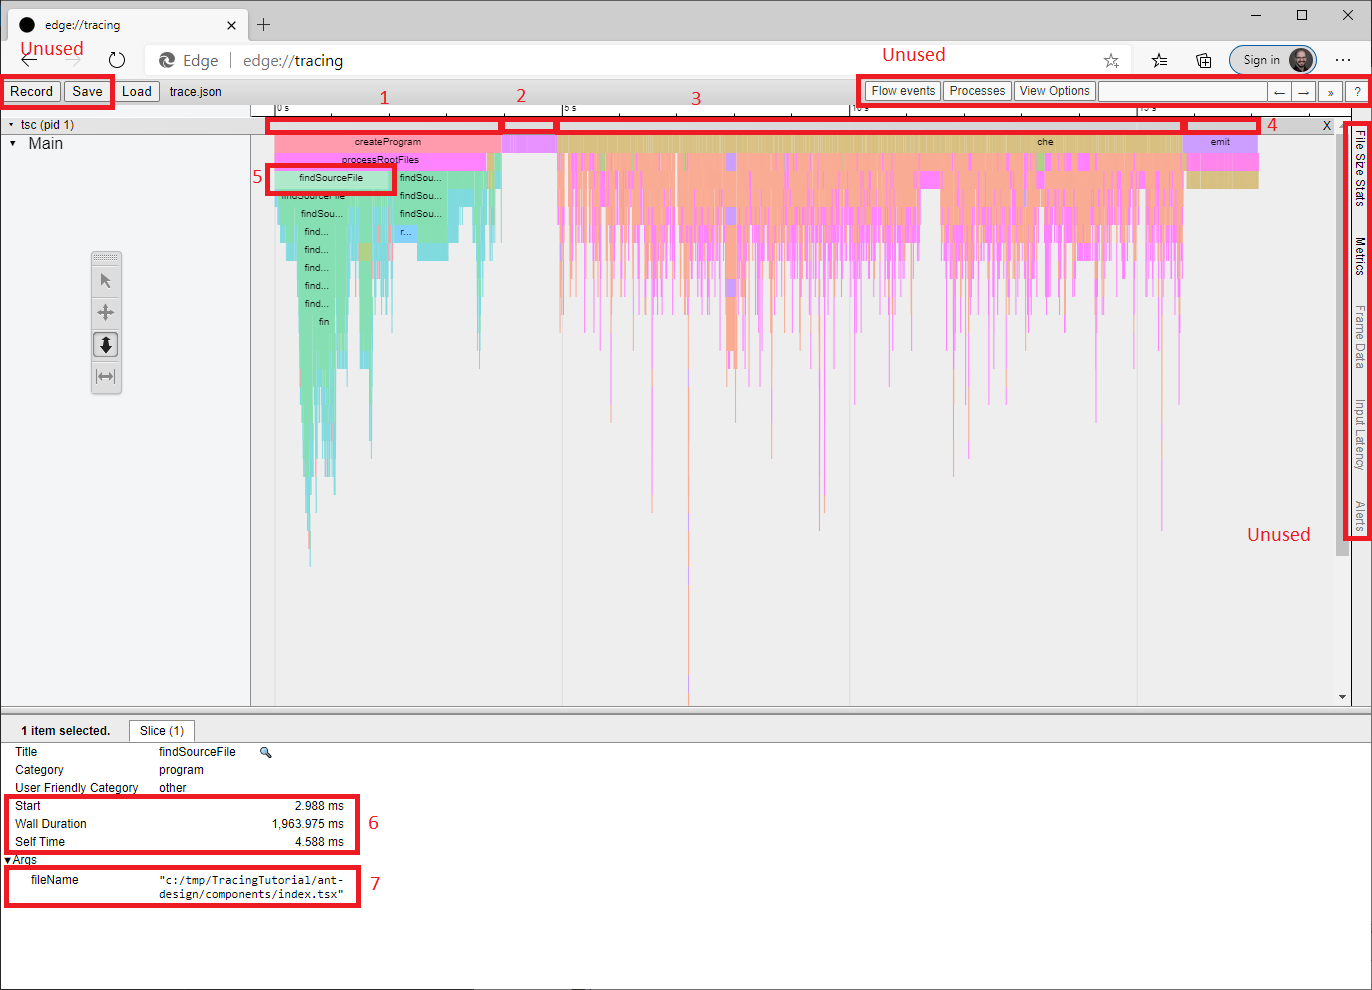 edge://tracing
Unused
Edge
edge://tracing
Unused
Sign in
Record
Save
Load
trace.json
Flow events
Processes
View Options
←
→
»
?
1
2
3
0 s
5 s
tsc (pid 1)
4
X
Main
createProgram
che
emit
processRootFiles
5
findSourceFile
findSou...
findSourceFile
findSou...
findSou...
findSou...
find...
r...
find...
find...
find...
find...
fin
File Size Stats
Metrics
Frame Data
Input Latency
Alerts
Unused
1 item selected.
Slice (1)
Title findSourceFile
Category program
User Friendly Category other
Start 2.988 ms
Wall Duration 1,963.975 ms
Self Time 4.588 ms
6
Args
fileName "c:/tmp/TracingTutorial/ant-
design/components/index.tsx"
7